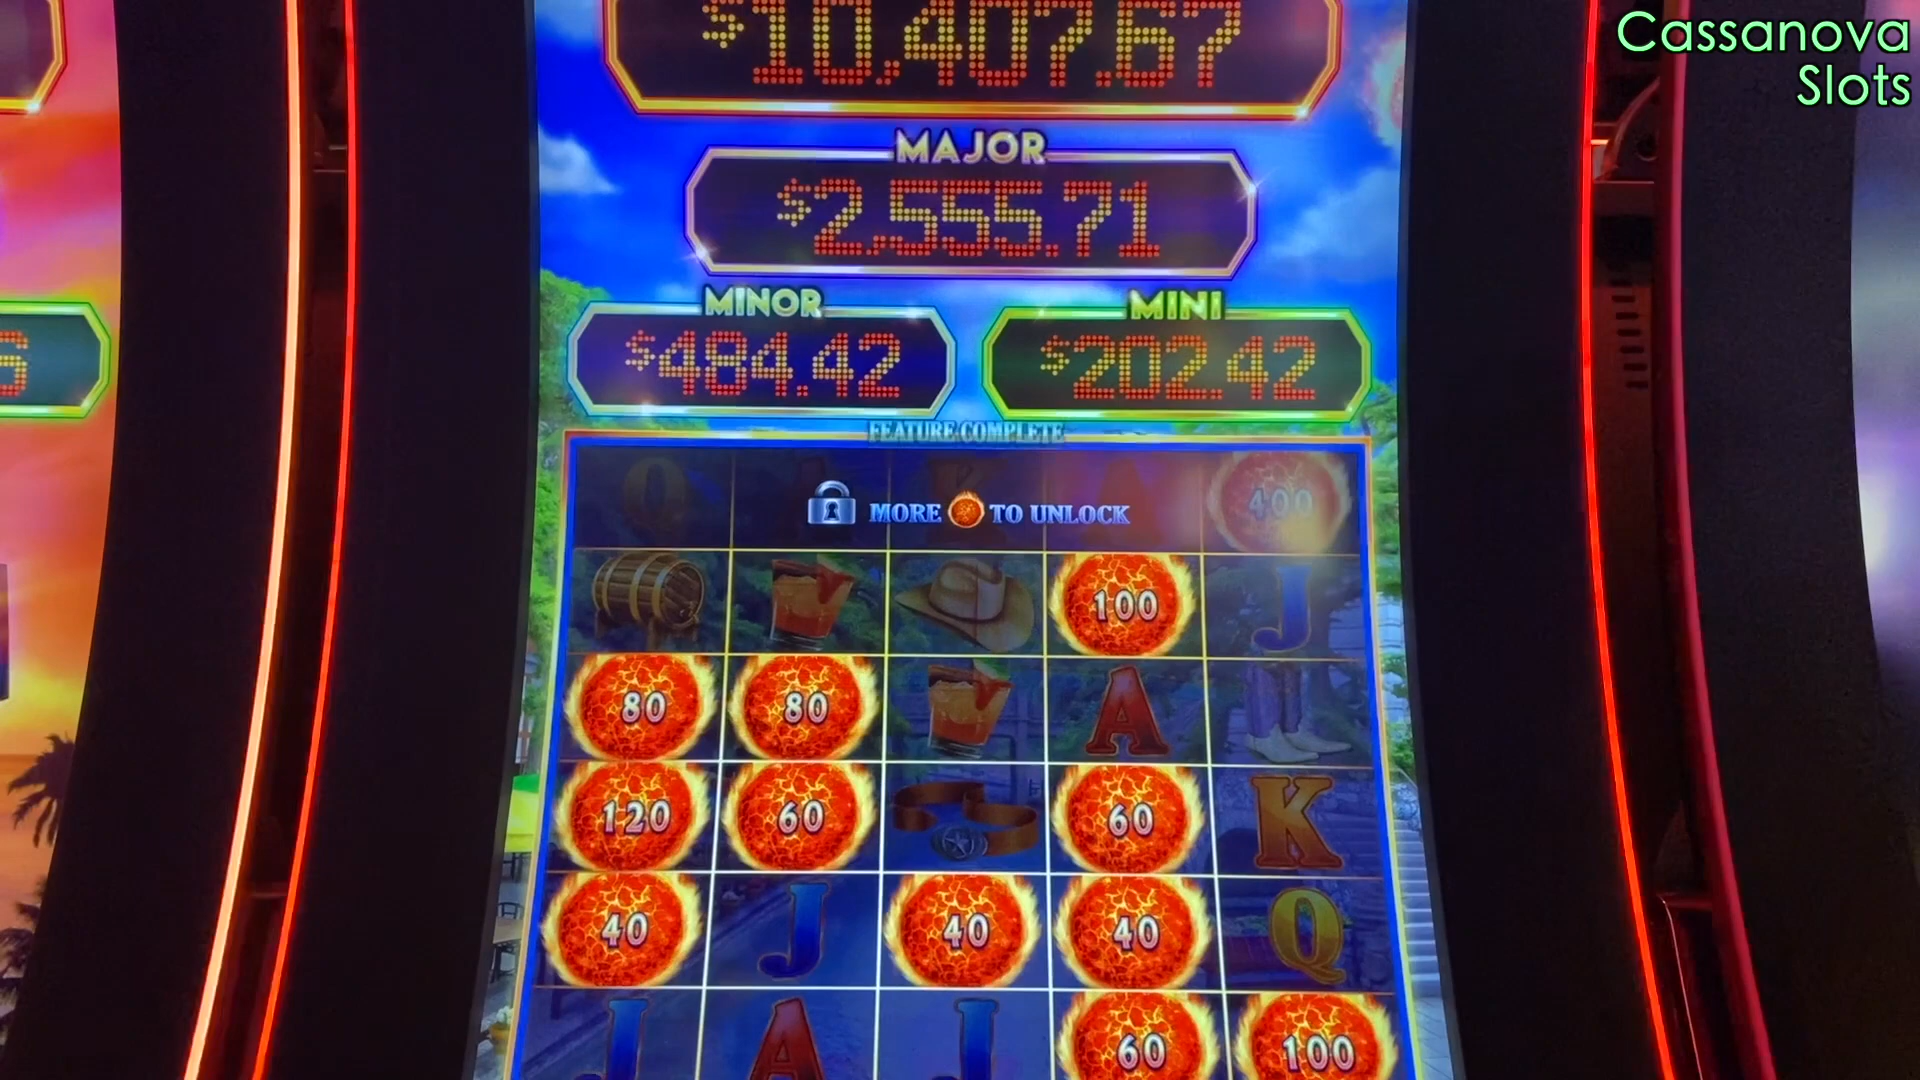 Cassanova
Slots
$10,407.67
MAJOR
$2,555.71
MINOR
$484.42
MINI
$202.42
6
FEATURE COMPLETE
Q A K A 400
MORE TO UNLOCK
100 J
80 80 A
120 60 60 K
40 J 40 40 Q
J A J 60 100